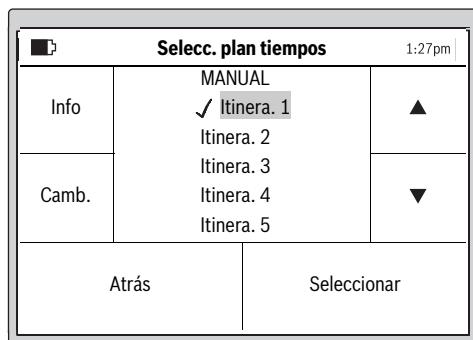 Selecc. plan tiempos 1:27pm
MANUAL
Info ✓ Itinera. 1 ▲
Itinera. 2
Itinera. 3
Camb. Itinera. 4 ▼
Itinera. 5
Atrás Seleccionar